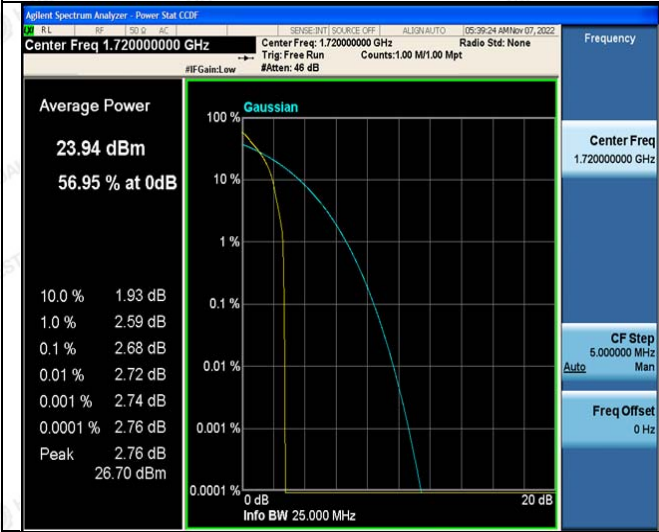 Agilent Spectrum Analyzer - Power Stat CCDF
RL RF 50 Ω AC SENSE:INT SOURCE OFF ALIGN AUTO 05:39:24 AM Nov 07, 2022
Center Freq 1.720000000 GHz
Center Freq: 1.720000000 GHz Radio Std: None
Trig: Free Run Counts:1.00 M/1.00 Mpt
#IFGain:Low #Atten: 46 dB
Frequency
Average Power
23.94 dBm
56.95 % at 0dB
10.0 % 1.93 dB
1.0 % 2.59 dB
0.1 % 2.68 dB
0.01 % 2.72 dB
0.001 % 2.74 dB
0.0001 % 2.76 dB
Peak 2.76 dB
26.70 dBm
Gaussian
100 %
10 %
1 %
0.1 %
0.01 %
0.001 %
0.0001 %
0 dB 20 dB
Info BW 25.000 MHz
Center Freq
1.720000000 GHz
CF Step
5.000000 MHz
Auto Man
Freq Offset
0 Hz